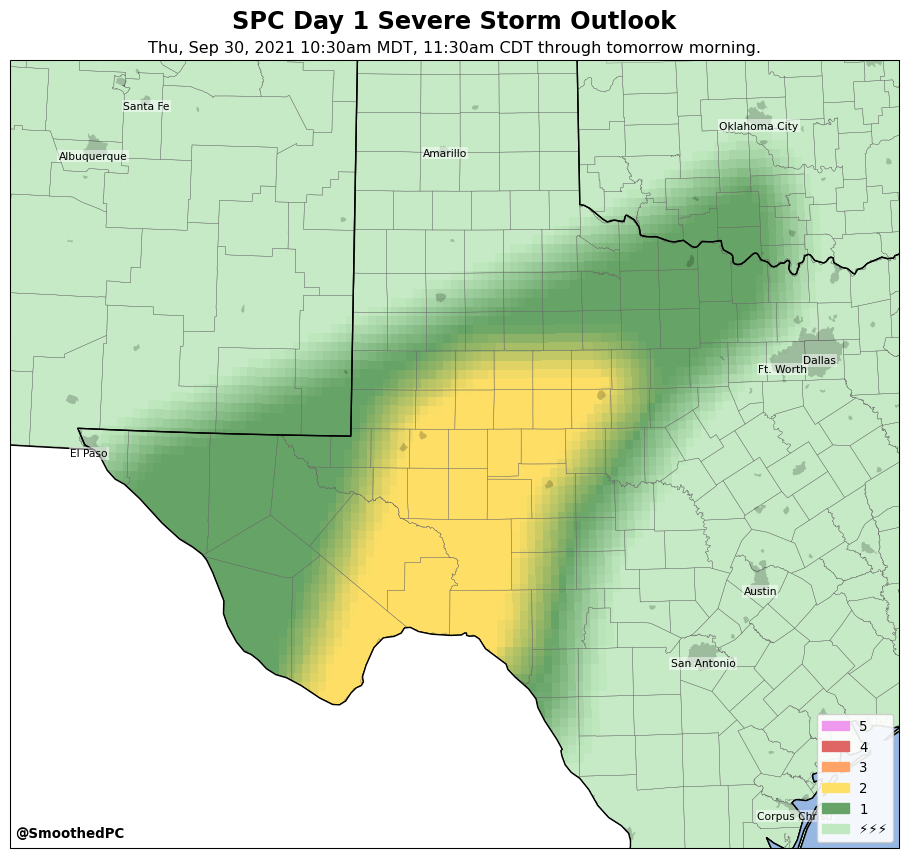 SPC Day 1 Severe Storm Outlook
Thu, Sep 30, 2021 10:30am MDT, 11:30am CDT through tomorrow morning.
Santa Fe
Oklahoma City
Albuquerque
Amarillo
Dallas
Ft. Worth
El Paso
Austin
San Antonio
5
4
3
2
1
⚡⚡⚡
Corpus Chr
@SmoothedPC